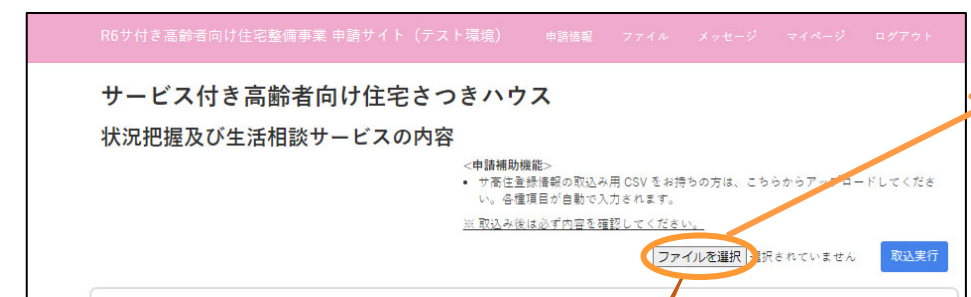 R6サ付き高齢者向け住宅整備事業 申請サイト（テスト環境） 申請情報 ファイル メッセージ マイページ ログアウト
サービス付き高齢者向け住宅さつきハウス
状況把握及び生活相談サービスの内容
<申請補助機能>
• サ高住登録情報の取込み用 CSV をお持ちの方は、こちらからアップロードしてくださ
い。各種項目が自動で入力されます。
※ 取込み後は必ず内容を確認してください。
ファイルを選択 選択されていません 取込実行